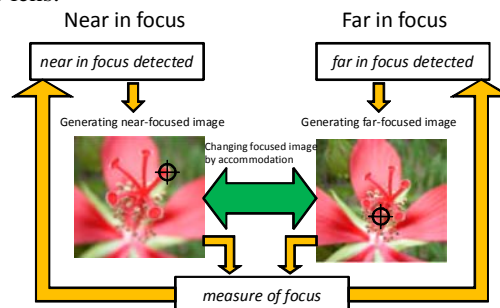 Near in focus
Far in focus
near in focus detected
far in focus detected
Generating near-focused image
Generating far-focused image
Changing focused image
by accommodation
measure of focus